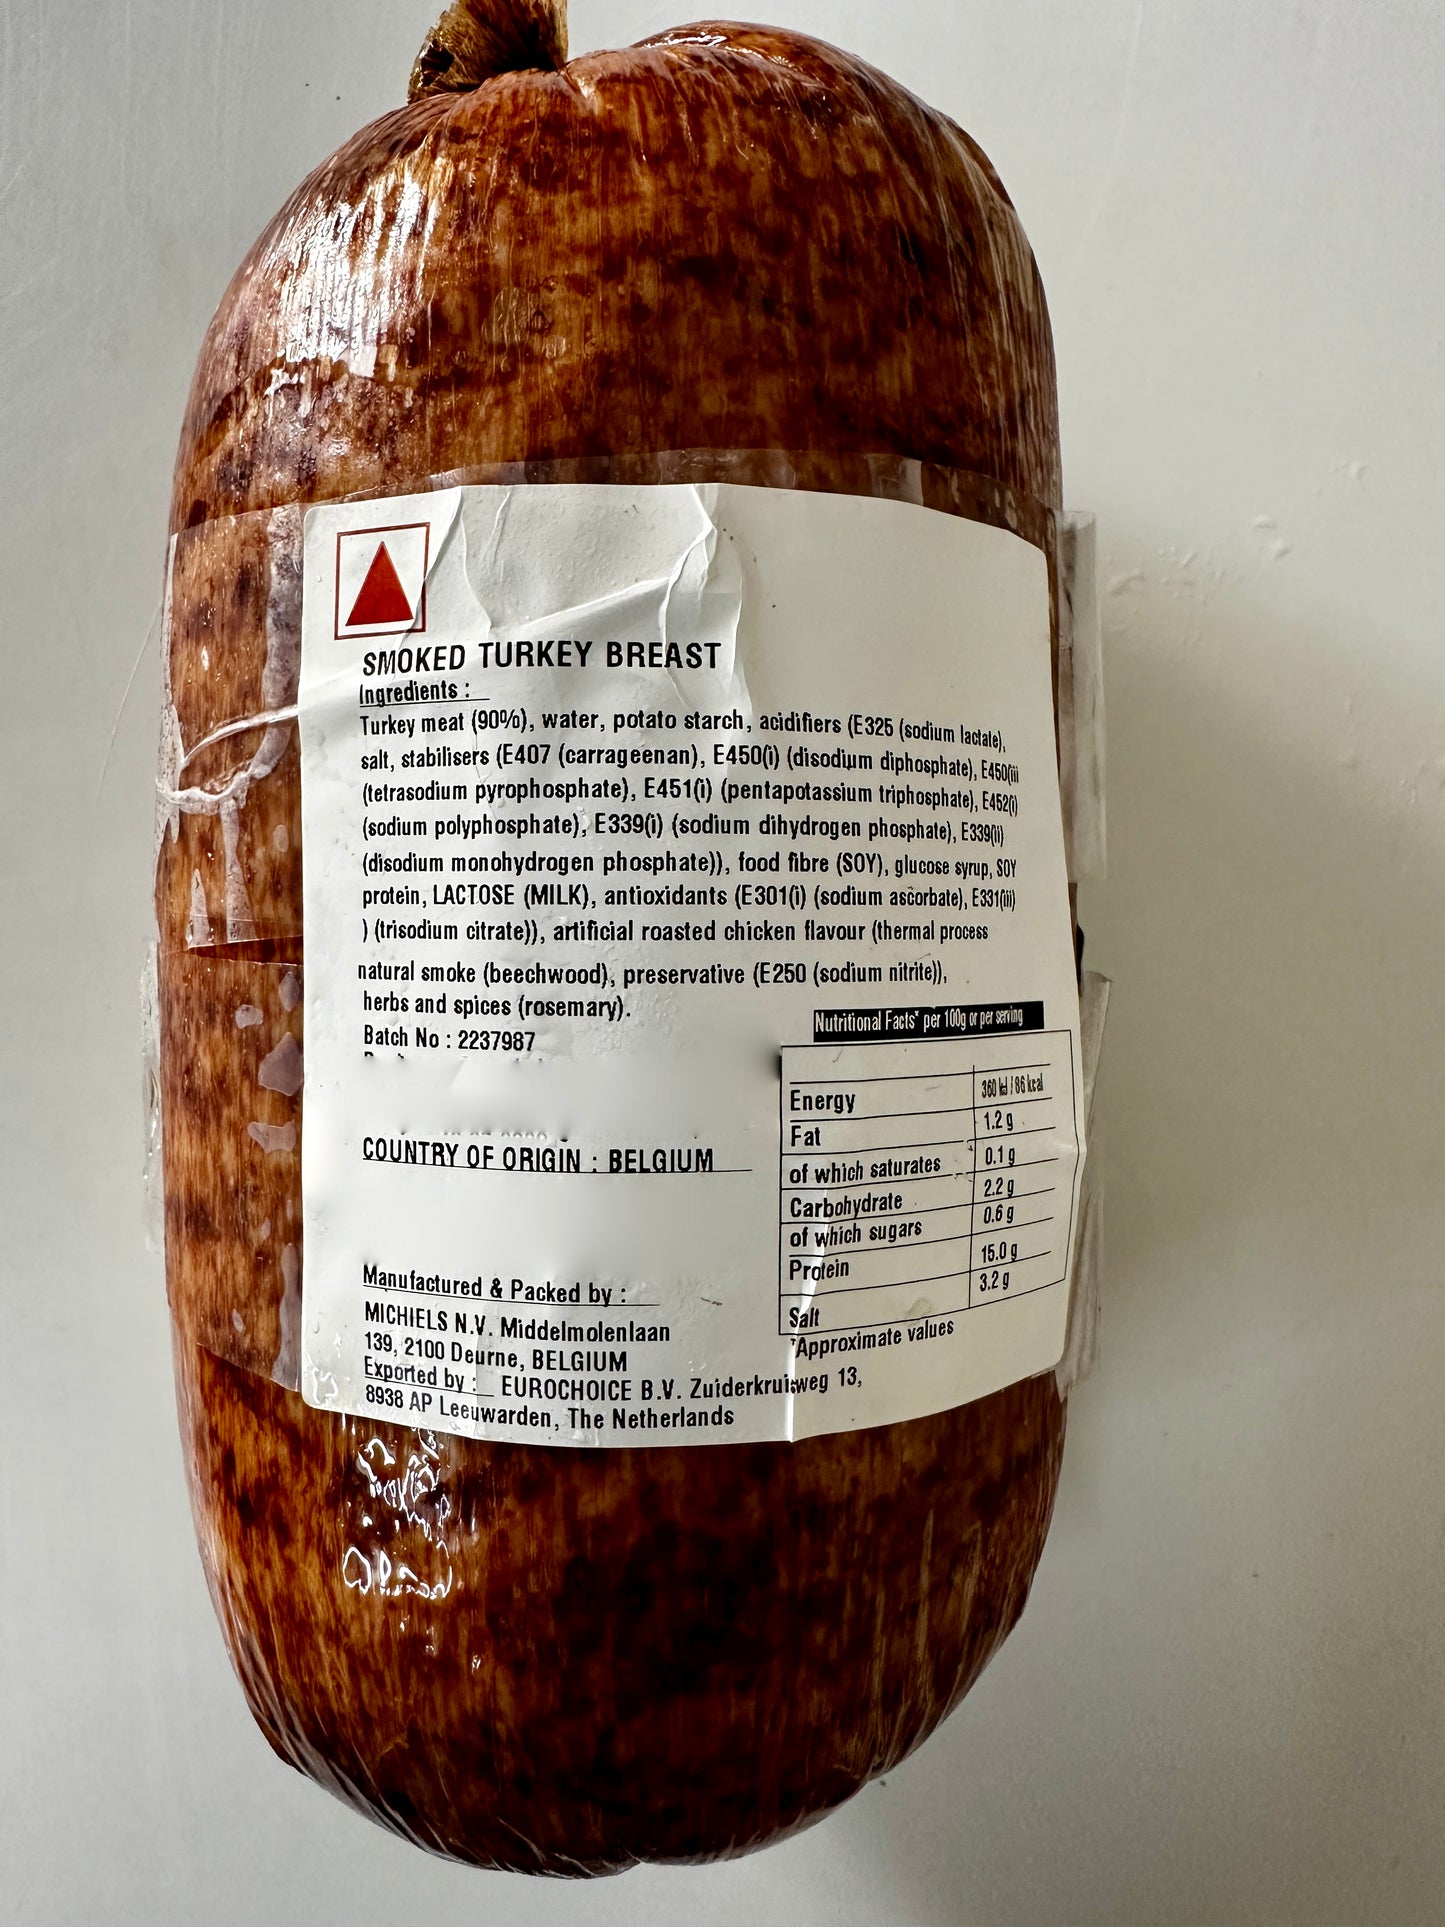 SMOKED TURKEY BREAST
Ingredients :
Turkey meat (90%), water, potato starch, acidifiers (E325 (sodium lactate),
salt, stabilisers (E407 (carrageenan), E450(i) (disodium diphosphate), E450(iii
(tetrasodium pyrophosphate), E451(i) (pentapotassium triphosphate), E452(i)
(sodium polyphosphate), E339(i) (sodium dihydrogen phosphate), E339(ii)
(disodium monohydrogen phosphate)), food fibre (SOY), glucose syrup, SOY
protein, LACTOSE (MILK), antioxidants (E301(i) (sodium ascorbate), E331(iii)
) (trisodium citrate)), artificial roasted chicken flavour (thermal process
natural smoke (beechwood), preservative (E250 (sodium nitrite)),
herbs and spices (rosemary).
Batch No : 2237987
COUNTRY OF ORIGIN : BELGIUM
Manufactured & Packed by :
MICHIELS N.V. Middelmolenlaan
139, 2100 Deurne, BELGIUM
Exported by : EUROCHOICE B.V. Zuiderkruisweg 13,
8938 AP Leeuwarden, The Netherlands
Nutritional Facts* per 100g or per serving
Energy 360 kJ / 86 kcal
Fat 1.2 g
of which saturates 0.1 g
Carbohydrate 2.2 g
of which sugars 0.6 g
Protein 15.0 g
Salt 3.2 g
*Approximate values